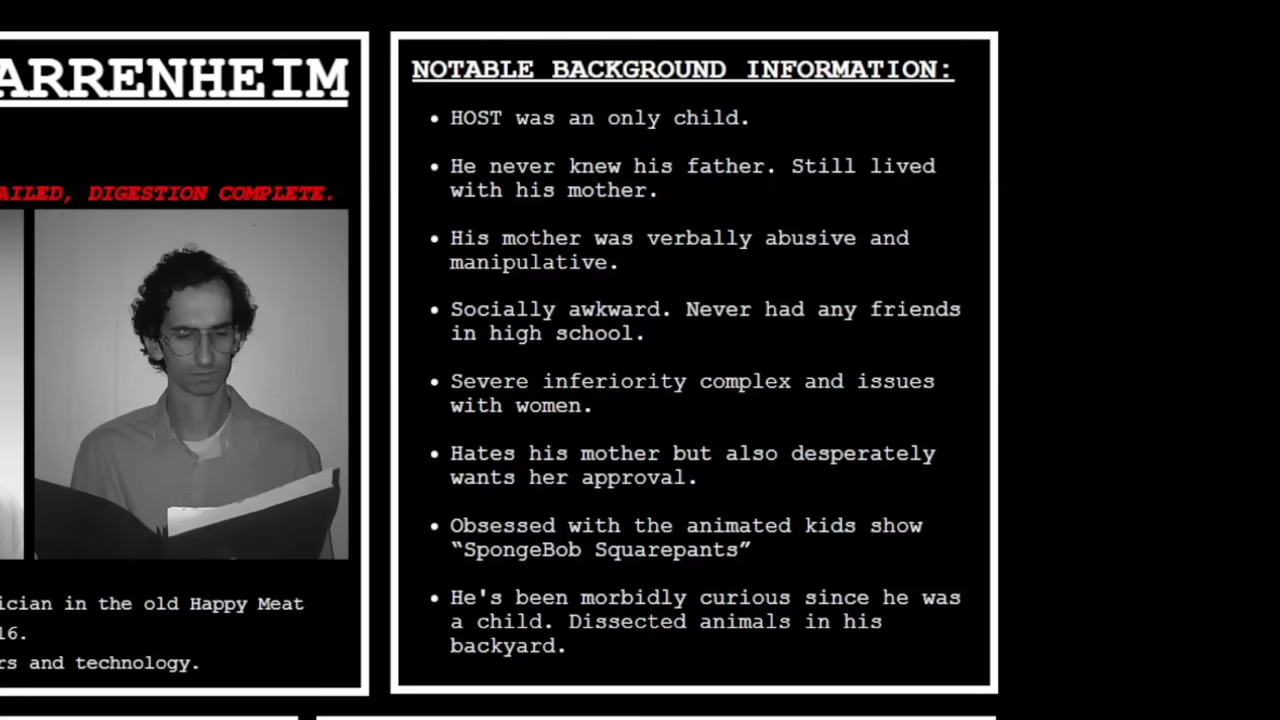 ARRENHEIM
AILED, DIGESTION COMPLETE.
ician in the old Happy Meat
16.
rs and technology.
NOTABLE BACKGROUND INFORMATION:
• HOST was an only child.
• He never knew his father. Still lived
with his mother.
• His mother was verbally abusive and
manipulative.
• Socially awkward. Never had any friends
in high school.
• Severe inferiority complex and issues
with women.
• Hates his mother but also desperately
wants her approval.
• Obsessed with the animated kids show
“SpongeBob Squarepants”
• He's been morbidly curious since he was
a child. Dissected animals in his
backyard.